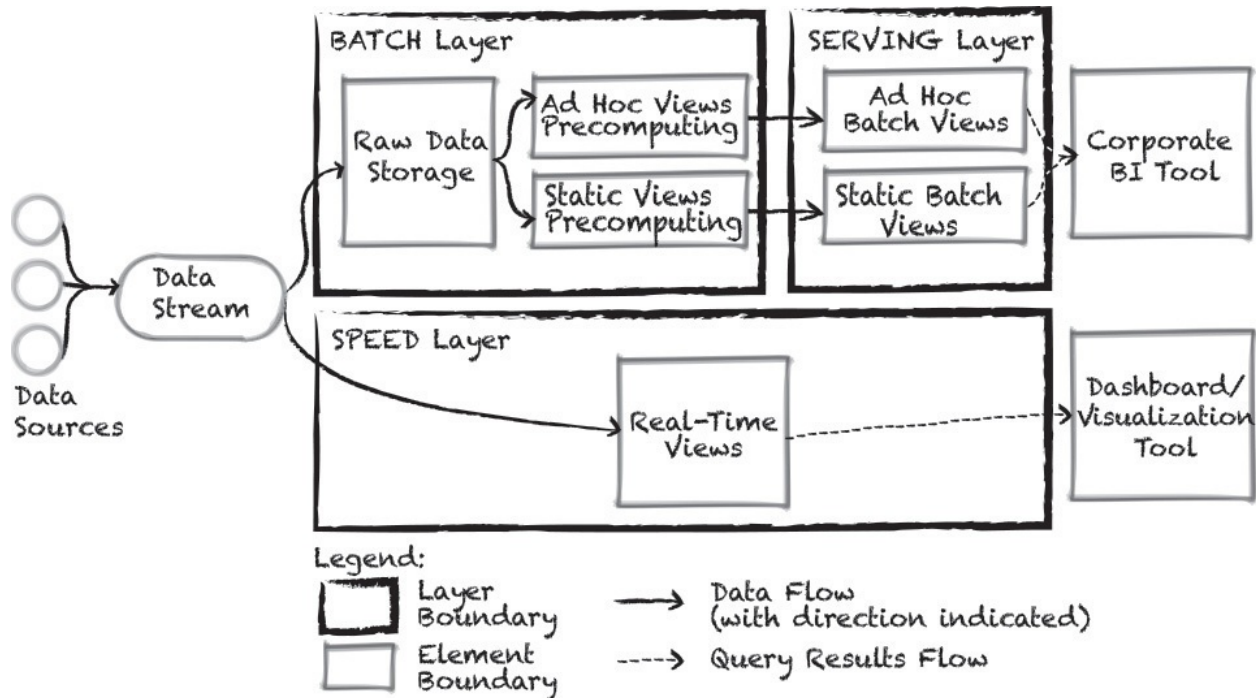 BATCH Layer
Raw Data
Storage
Ad Hoc Views
Precomputing
Static Views
Precomputing
SERVING Layer
Ad Hoc
Batch Views
Static Batch
Views
Corporate
BI Tool
Data
Sources
Data
Stream
SPEED Layer
Real-Time
Views
Dashboard/
Visualization
Tool
Legend:
Layer
Boundary
Data Flow
(with direction indicated)
Element
Boundary
Query Results Flow